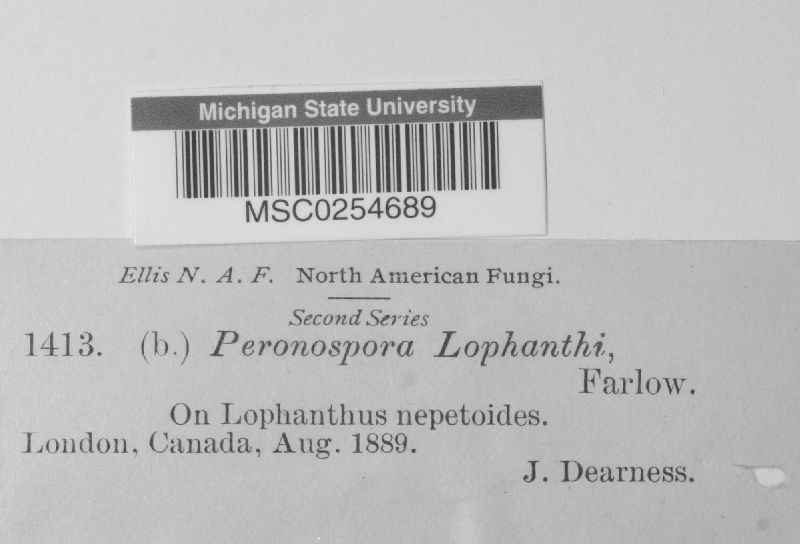 Michigan State University
MSC0254689
Ellis N. A. F. North American Fungi.
Second Series
1413. (b.) Peronospora Lophanthi,
Farlow.
On Lophanthus nepetoides.
London, Canada, Aug. 1889.
J. Dearness.